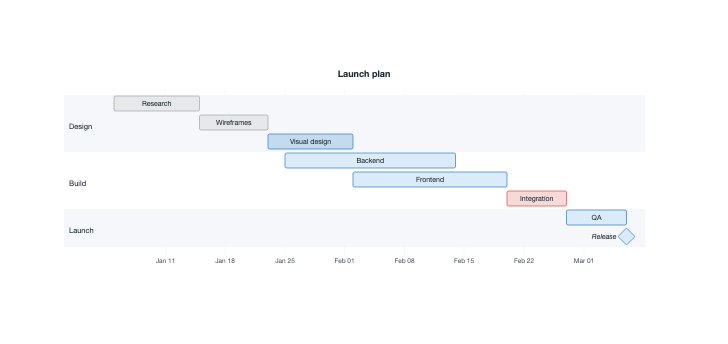 Launch plan
Research
Wireframes
Design
Visual design
Backend
Frontend
Build
Integration
QA
Launch
Release
Jan 11 Jan 18 Jan 25 Feb 01 Feb 08 Feb 15 Feb 22 Mar 01